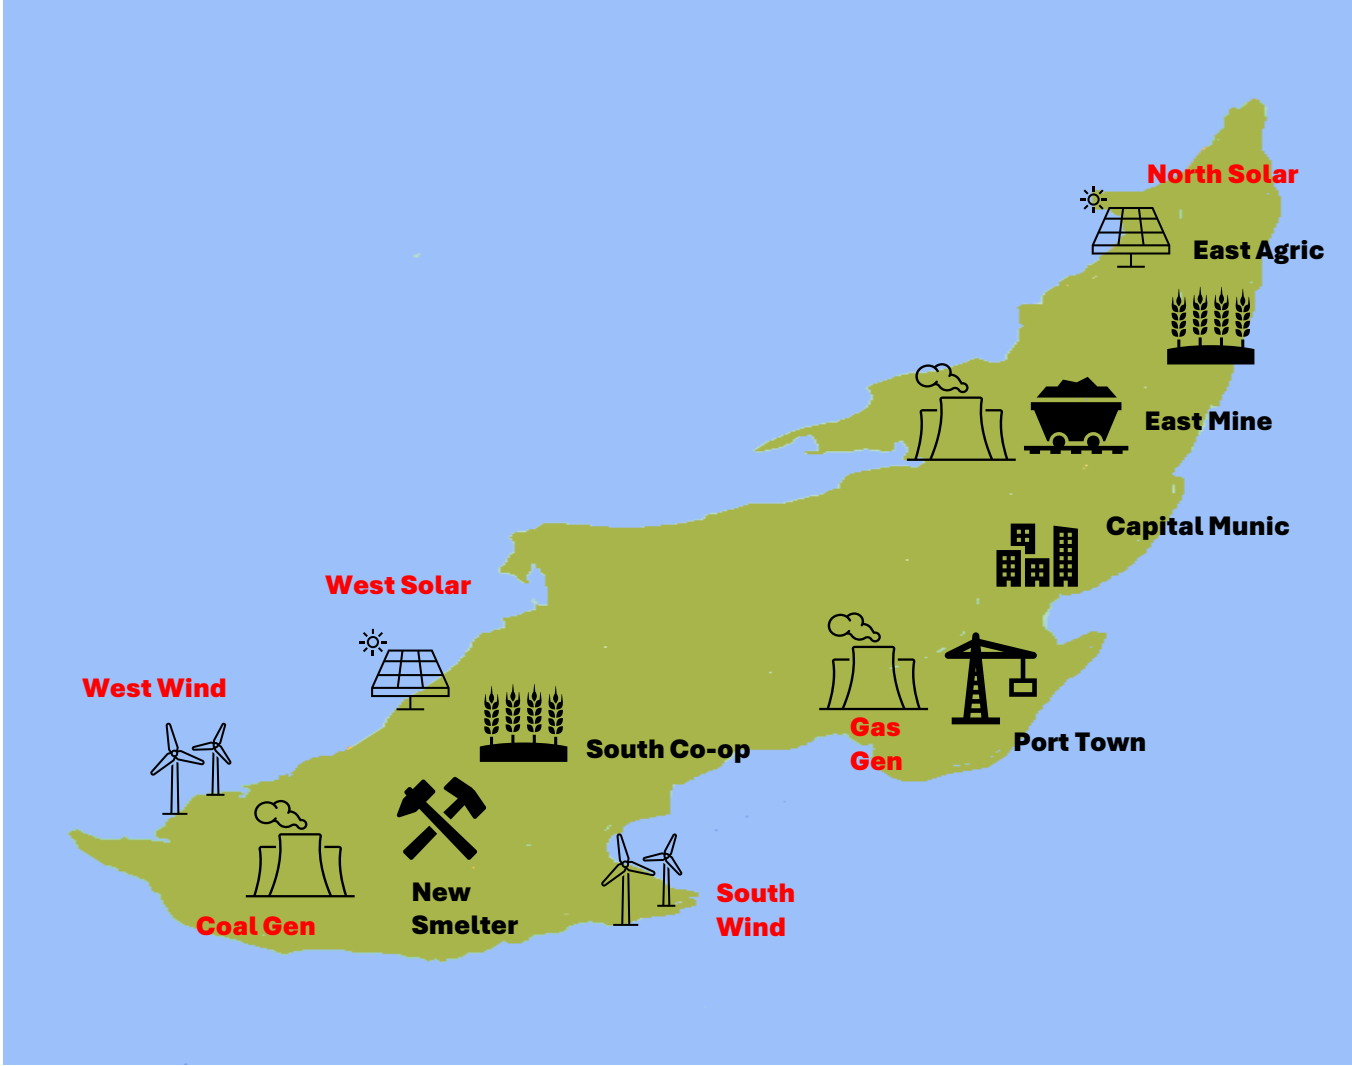 North Solar
East Agric
East Mine
Capital Munic
West Solar
West Wind
Gas
Gen
Port Town
South Co-op
New
Smelter
South
Wind
Coal Gen